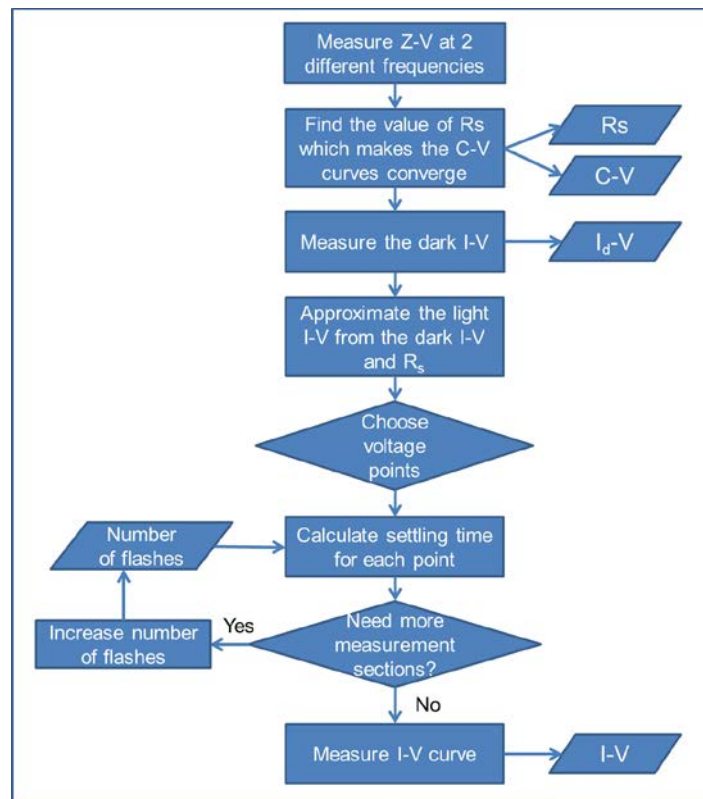 Measure Z-V at 2
different frequencies
Find the value of Rs
which makes the C-V
curves converge
Rs
C-V
Measure the dark I-V
I_d-V
Approximate the light
I-V from the dark I-V
and R_s
Choose
voltage
points
Number
of flashes
Calculate settling time
for each point
Increase number
of flashes
Yes
Need more
measurement
sections?
No
Measure I-V curve
I-V